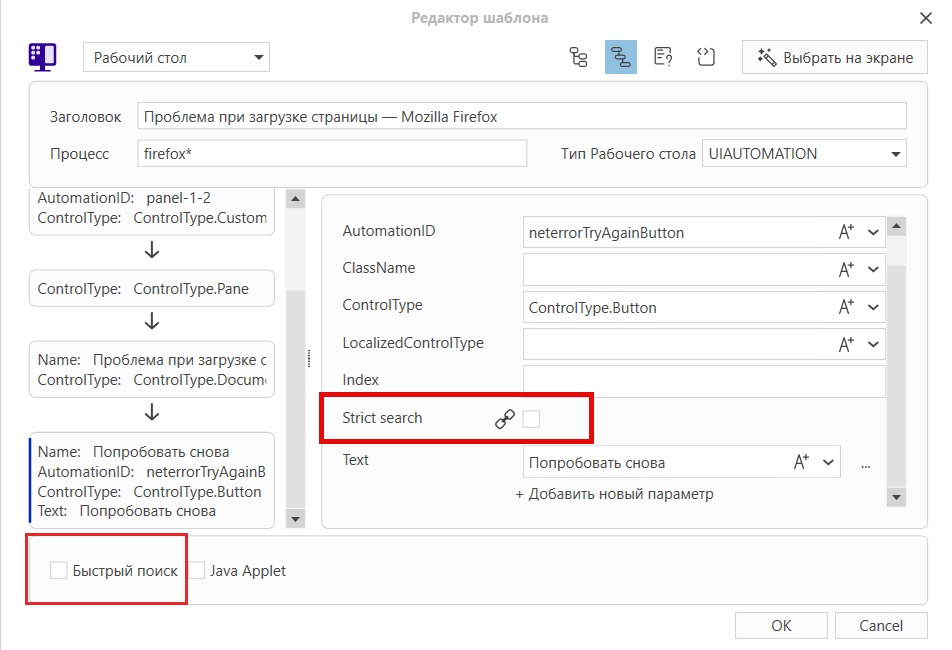 Редактор шаблона
Рабочий стол
Выбрать на экране
Заголовок
Проблема при загрузке страницы — Mozilla Firefox
Процесс
firefox*
Тип Рабочего стола
UIAUTOMATION
AutomationID: panel-1-2
ControlType: ControlType.Custom
ControlType: ControlType.Pane
Name: Проблема при загрузке с
ControlType: ControlType.Docume
Name: Попробовать снова
AutomationID: neterrorTryAgainB
ControlType: ControlType.Button
Text: Попробовать снова
AutomationID
neterrorTryAgainButton
ClassName
ControlType
ControlType.Button
LocalizedControlType
Index
Strict search
Text
Попробовать снова
...
+ Добавить новый параметр
Быстрый поиск
Java Applet
OK
Cancel